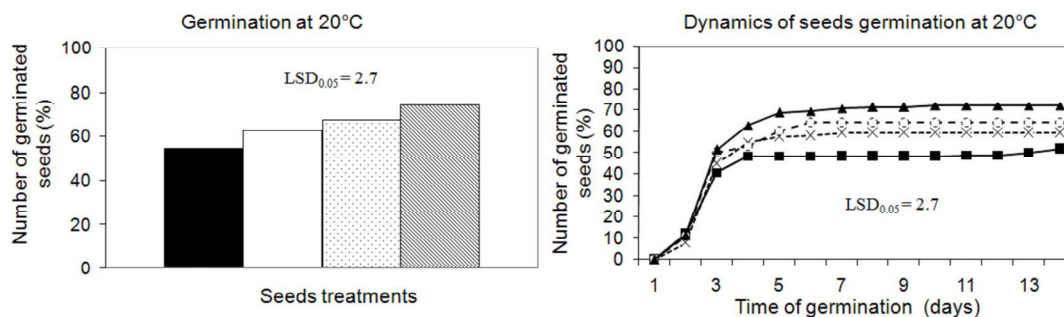 Germination at 20°C
Number of germinated
seeds (%)
100
80
60
40
20
0
LSD0.05 = 2.7
Seeds treatments
Dynamics of seeds germination at 20°C
Number of germinated
seeds (%)
100
90
80
70
60
50
40
30
20
10
0
LSD0.05 = 2.7
1 3 5 7 9 11 13
Time of germination (days)